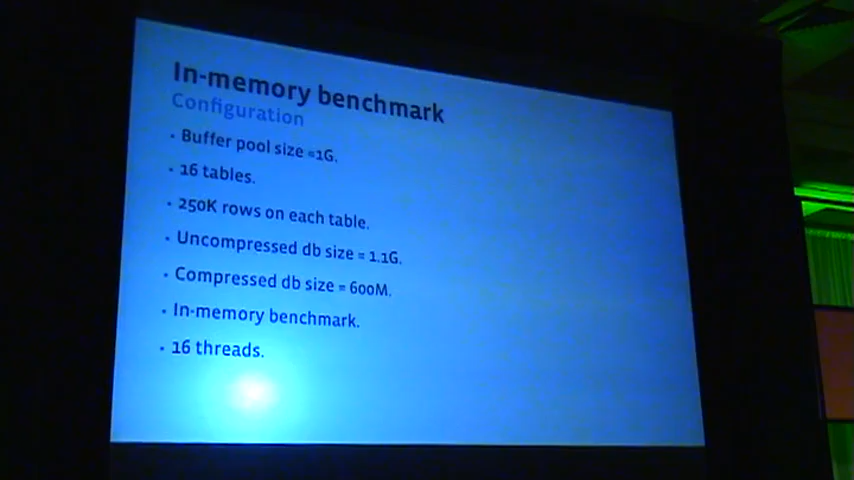 In-memory benchmark
Configuration
• Buffer pool size =1G.
• 16 tables.
• 250K rows on each table.
• Uncompressed db size = 1.1G.
• Compressed db size = 600M.
• In-memory benchmark.
• 16 threads.